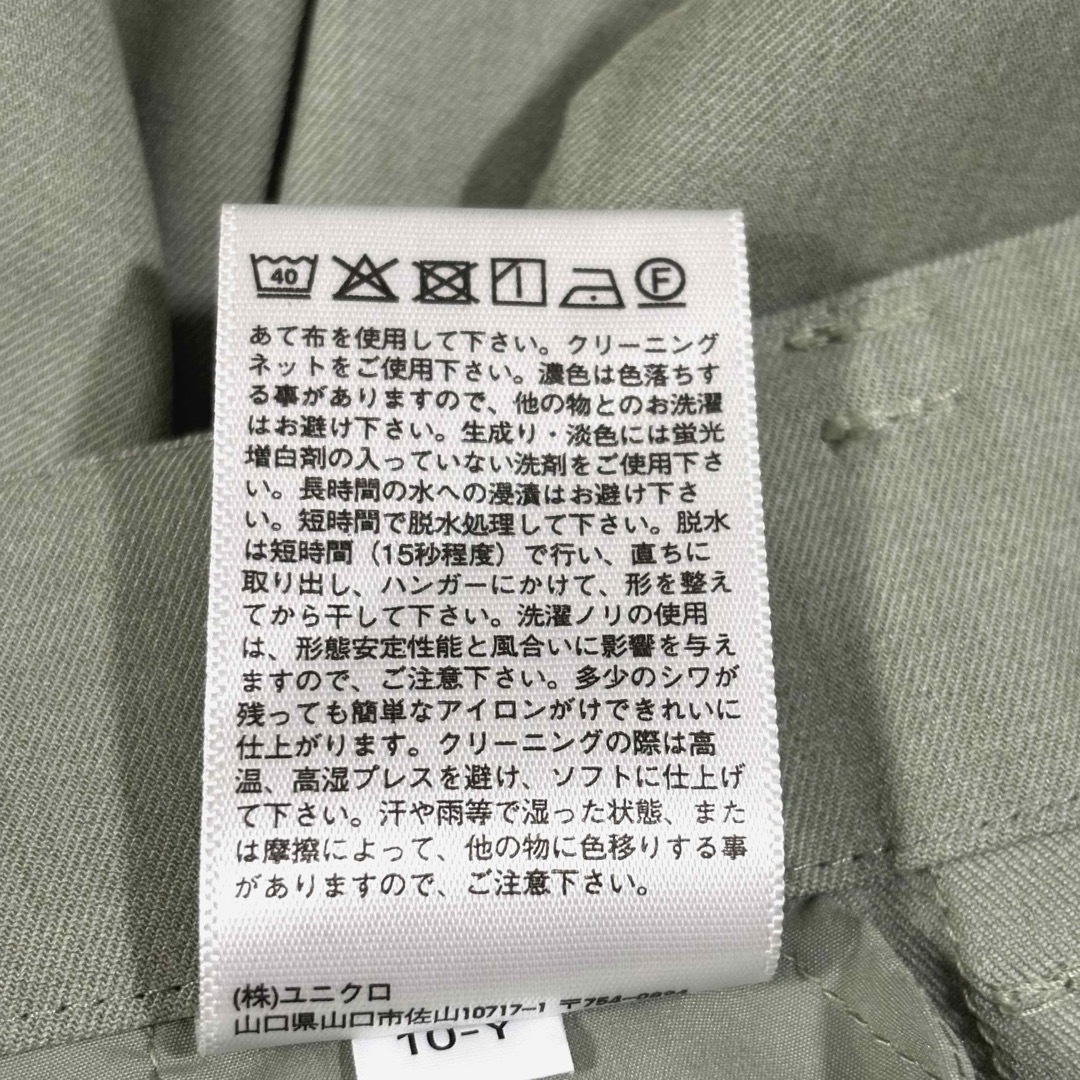 40 F
あて布を使用して下さい。クリーニング
ネットをご使用下さい。濃色は色落ちす
る事がありますので、他の物とのお洗濯
はお避け下さい。生成り・淡色には蛍光
増白剤の入っていない洗剤をご使用下さ
い。長時間の水への浸漬はお避け下さ
い。短時間で脱水処理して下さい。脱水
は短時間（15秒程度）で行い、直ちに
取り出し、ハンガーにかけて、形を整え
てから干して下さい。洗濯ノリの使用
は、形態安定性能と風合いに影響を与え
ますので、ご注意下さい。多少のシワが
残っても簡単なアイロンがけできれいに
仕上がります。クリーニングの際は高
温、高湿プレスを避け、ソフトに仕上げ
て下さい。汗や雨等で湿った状態、また
は摩擦によって、他の物に色移りする事
がありますので、ご注意下さい。
(株)ユニクロ
山口県山口市佐山10717-1
10-Y